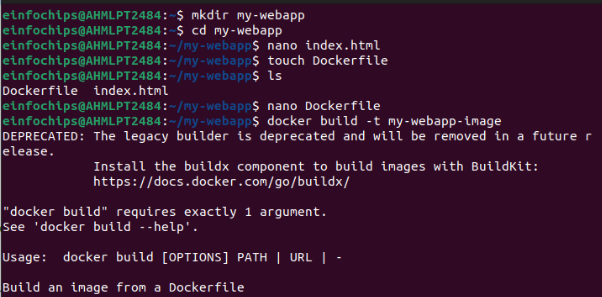 einfochips@AHMLPT2484:~$ mkdir my-webapp
einfochips@AHMLPT2484:~$ cd my-webapp
einfochips@AHMLPT2484:~/my-webapp$ nano index.html
einfochips@AHMLPT2484:~/my-webapp$ touch Dockerfile
einfochips@AHMLPT2484:~/my-webapp$ ls
Dockerfile  index.html
einfochips@AHMLPT2484:~/my-webapp$ nano Dockerfile
einfochips@AHMLPT2484:~/my-webapp$ docker build -t my-webapp-image
DEPRECATED: The legacy builder is deprecated and will be removed in a future r
elease.
            Install the buildx component to build images with BuildKit:
            https://docs.docker.com/go/buildx/
"docker build" requires exactly 1 argument.
See 'docker build --help'.
Usage:  docker build [OPTIONS] PATH | URL | -
Build an image from a Dockerfile